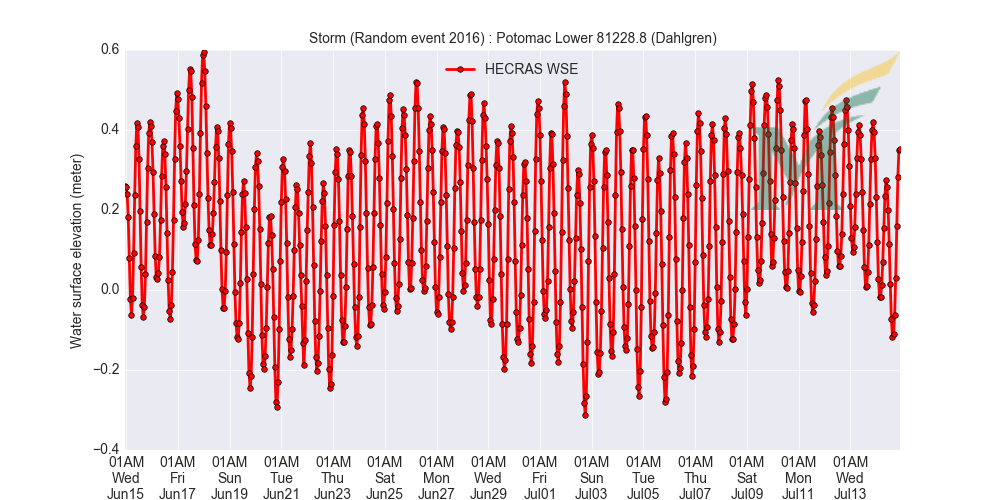 Storm (Random event 2016) : Potomac Lower 81228.8 (Dahlgren)
HECRAS WSE
Water surface elevation (meter)
0.6
0.4
0.2
0.0
−0.2
−0.4
01AM 01AM 01AM 01AM 01AM 01AM 01AM 01AM 01AM 01AM 01AM 01AM 01AM 01AM 01AM
Wed Fri Sun Tue Thu Sat Mon Wed Fri Sun Tue Thu Sat Mon Wed
Jun15 Jun17 Jun19 Jun21 Jun23 Jun25 Jun27 Jun29 Jul01 Jul03 Jul05 Jul07 Jul09 Jul11 Jul13